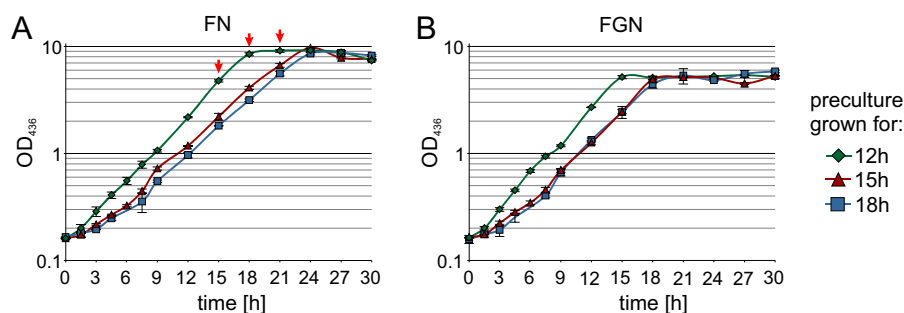 A
FN
10
1
0.1
OD436
0 3 6 9 12 15 18 21 24 27 30
time [h]
B
FGN
10
1
0.1
OD436
0 3 6 9 12 15 18 21 24 27 30
time [h]
preculture
grown for:
12h
15h
18h